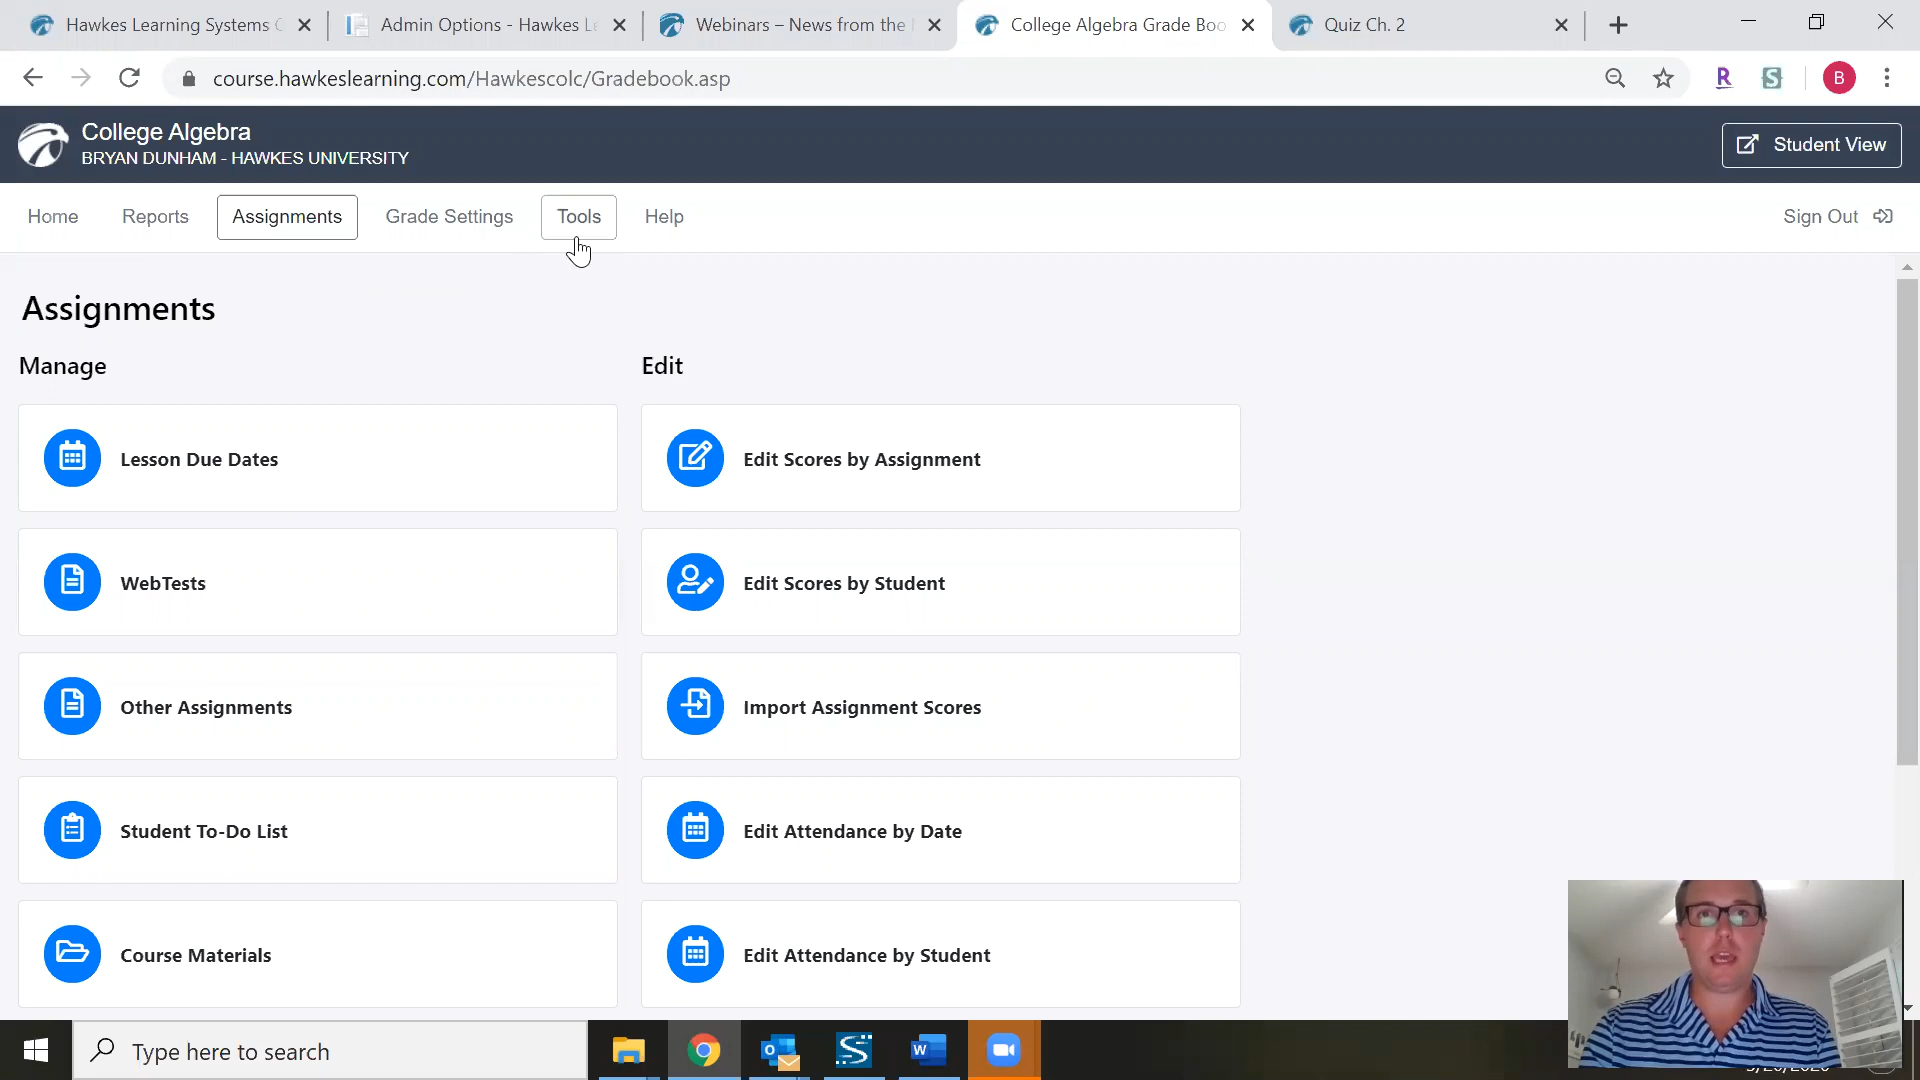 Hawkes Learning Systems
Admin Options - Hawkes Le
Webinars – News from the
College Algebra Grade Boo
Quiz Ch. 2
course.hawkeslearning.com/Hawkescolc/Gradebook.asp
R
S
B
College Algebra
BRYAN DUNHAM - HAWKES UNIVERSITY
Student View
Home
Reports
Assignments
Grade Settings
Tools
Help
Sign Out
Assignments
Manage
Edit
Lesson Due Dates
Edit Scores by Assignment
WebTests
Edit Scores by Student
Other Assignments
Import Assignment Scores
Student To-Do List
Edit Attendance by Date
Course Materials
Edit Attendance by Student
Type here to search